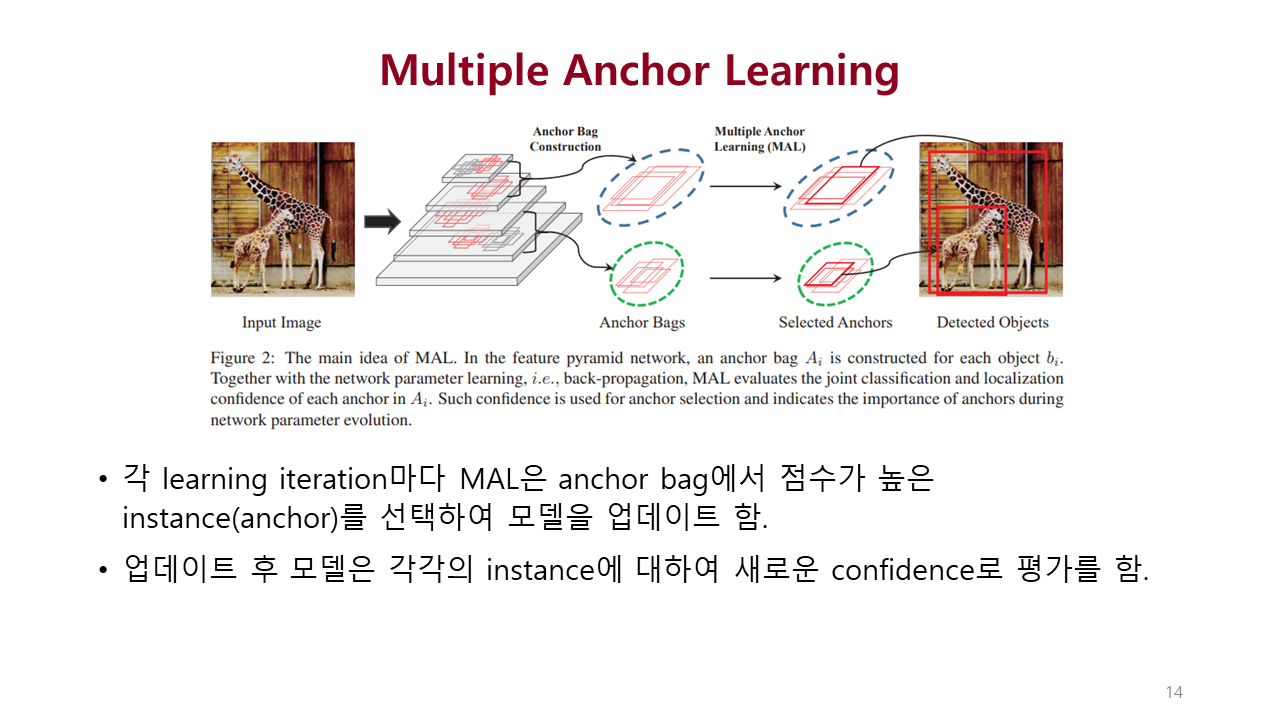 Multiple Anchor Learning
Anchor Bag
Construction
Multiple Anchor
Learning (MAL)
Input Image
Anchor Bags
Selected Anchors
Detected Objects
Figure 2: The main idea of MAL. In the feature pyramid network, an anchor bag Ai is constructed for each object bi.
Together with the network parameter learning, i.e., back-propagation, MAL evaluates the joint classification and localization
confidence of each anchor in Ai. Such confidence is used for anchor selection and indicates the importance of anchors during
network parameter evolution.
• 각 learning iteration마다 MAL은 anchor bag에서 점수가 높은
instance(anchor)를 선택하여 모델을 업데이트 함.
• 업데이트 후 모델은 각각의 instance에 대하여 새로운 confidence로 평가를 함.
14